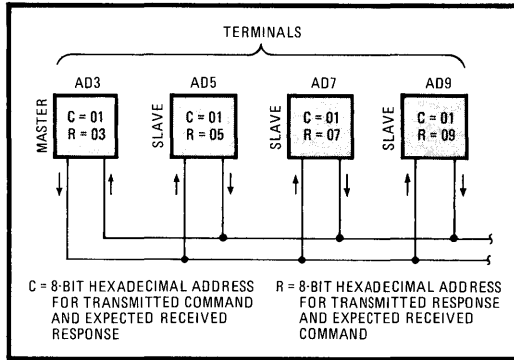 TERMINALS
AD3 AD5 AD7 AD9
MASTER
C = 01
R = 03
SLAVE
C = 01
R = 05
SLAVE
C = 01
R = 07
SLAVE
C = 01
R = 09
C = 8-BIT HEXADECIMAL ADDRESS
FOR TRANSMITTED COMMAND
AND EXPECTED RECEIVED
RESPONSE
R = 8-BIT HEXADECIMAL ADDRESS
FOR TRANSMITTED RESPONSE
AND EXPECTED RECEIVED
COMMAND